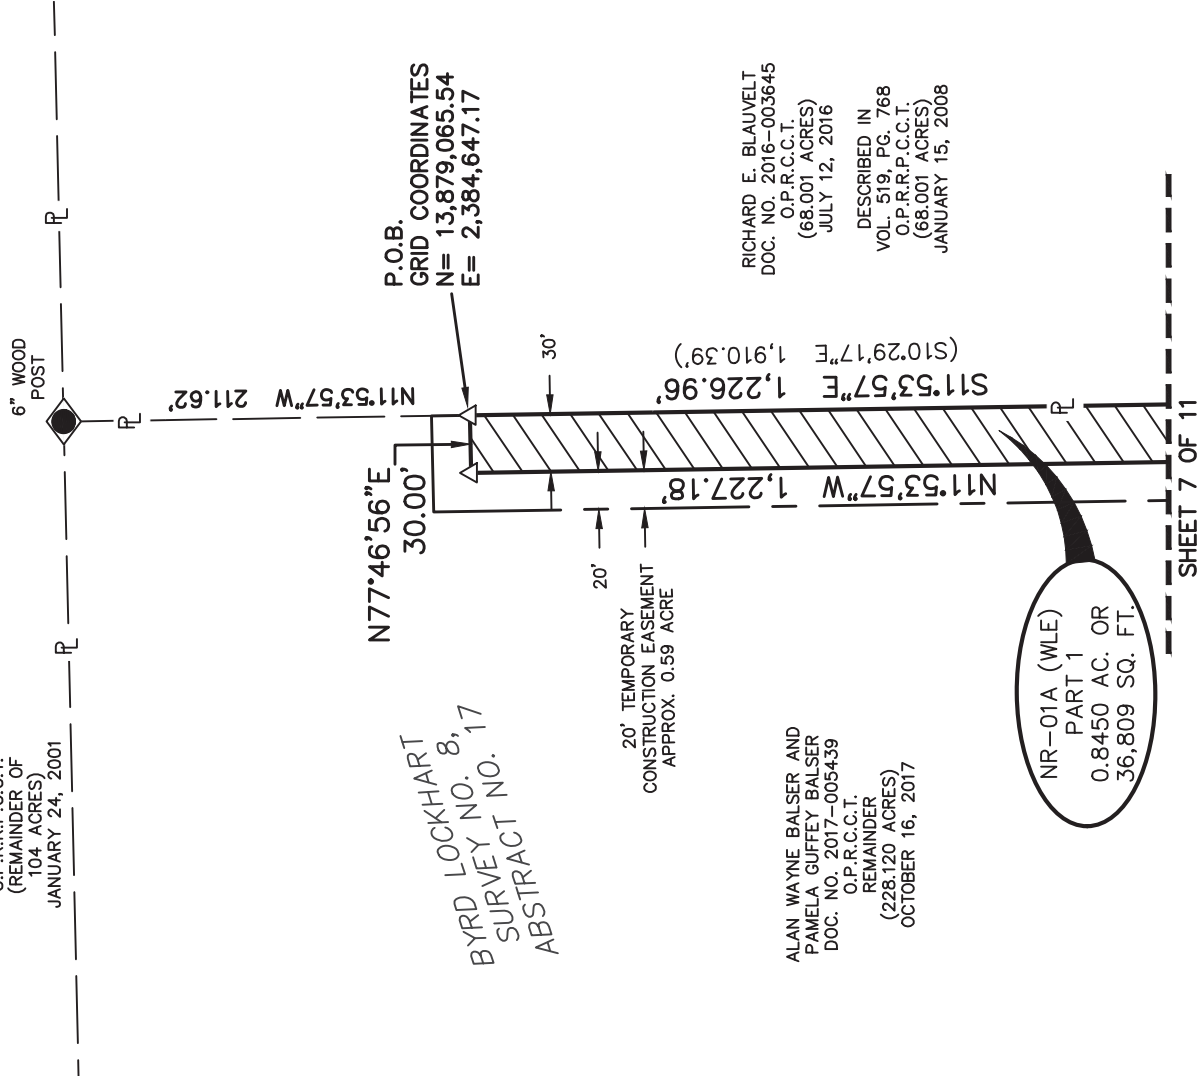 O.P.R.R.P.C.C.T.
(REMAINDER OF
104 ACRES)
JANUARY 24, 2001
6" WOOD
POST
PL
PL
PL
N11°53'57"W 211.62'
P.O.B.
GRID COORDINATES
N= 13,879,065.54
E= 2,384,647.17
N77°46'56"E
30.00'
30'
20'
20' TEMPORARY
CONSTRUCTION EASEMENT
APPROX. 0.59 ACRE
BYRD LOCKHART
SURVEY NO. 8,
ABSTRACT NO. 17
RICHARD E. BLAUVELT
DOC. NO. 2016-003645
O.P.R.C.C.T.
(68.001 ACRES)
JULY 12, 2016
DESCRIBED IN
VOL. 519, PG. 768
O.P.R.R.P.C.C.T.
(68.001 ACRES)
JANUARY 15, 2008
(S10°29'17"E 1,910.39')
S11°53'57"E 1,226.96'
PL
N11°53'57"W 1,227.18'
ALAN WAYNE BALSER AND
PAMELA GUFFEY BALSER
DOC. NO. 2017-005439
O.P.R.C.C.T.
REMAINDER
(228.120 ACRES)
OCTOBER 16, 2017
NR-01A (WLE)
PART 1
0.8450 AC. OR
36,809 SQ. FT.
SHEET 7 OF 11